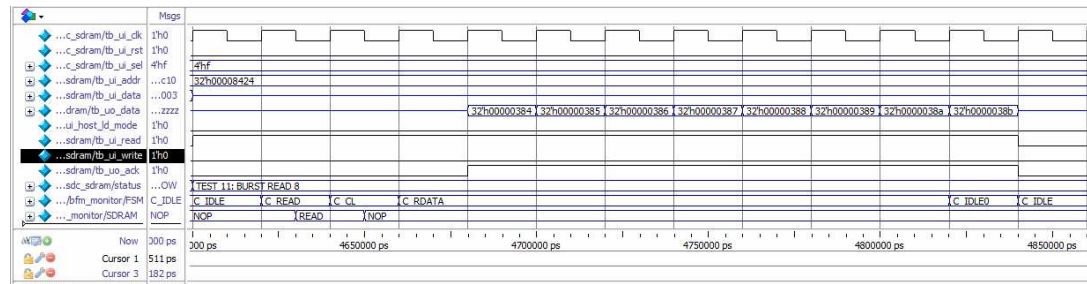 Msgs
...c_sdram/tb_ui_clk 1'h0
...c_sdram/tb_ui_rst 1'h0
...c_sdram/tb_ui_sel 4'hf 4'hf
...sdram/tb_ui_addr ...c10 32'h00008424
...sdram/tb_ui_data ...003
...dram/tb_uo_data ...zzzz 32'h00000384 32'h00000385 32'h00000386 32'h00000387 32'h00000388 32'h00000389 32'h0000038a 32'h0000038b
...ui_host_ld_mode 1'h0
...sdram/tb_ui_read 1'h0
...sdram/tb_ui_write 1'h0
...sdram/tb_uo_ack 1'h0
...sdc_sdram/status ...OW TEST 11: BURST READ 8
.../bfm_monitor/FSM C_IDLE C_IDLE C_READ C_CL C_RDATA C_IDLE0 C_IDLE
..._monitor/SDRAM NOP NOP READ NOP
Now 000 ps 000 ps 4650000 ps 4700000 ps 4750000 ps 4800000 ps 4850000 ps
Cursor 1 511 ps
Cursor 3 182 ps